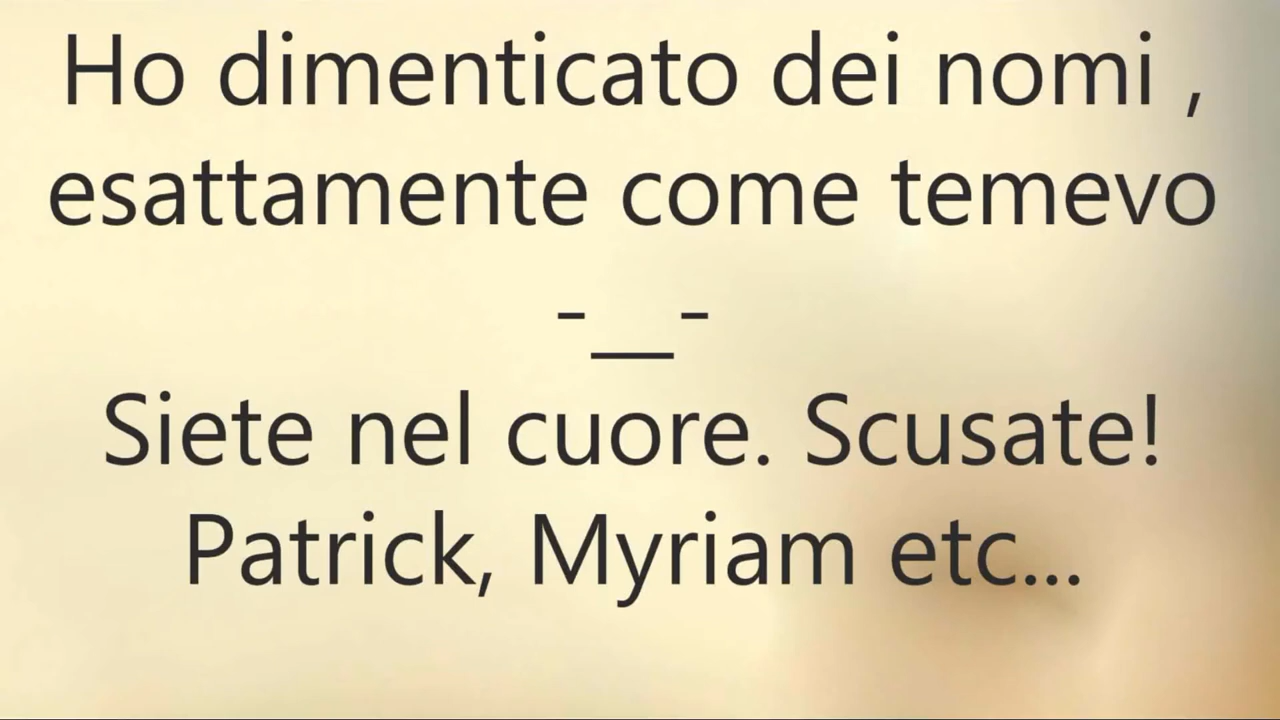 Ho dimenticato dei nomi ,
esattamente come temevo
-__-
Siete nel cuore. Scusate!
Patrick, Myriam etc...